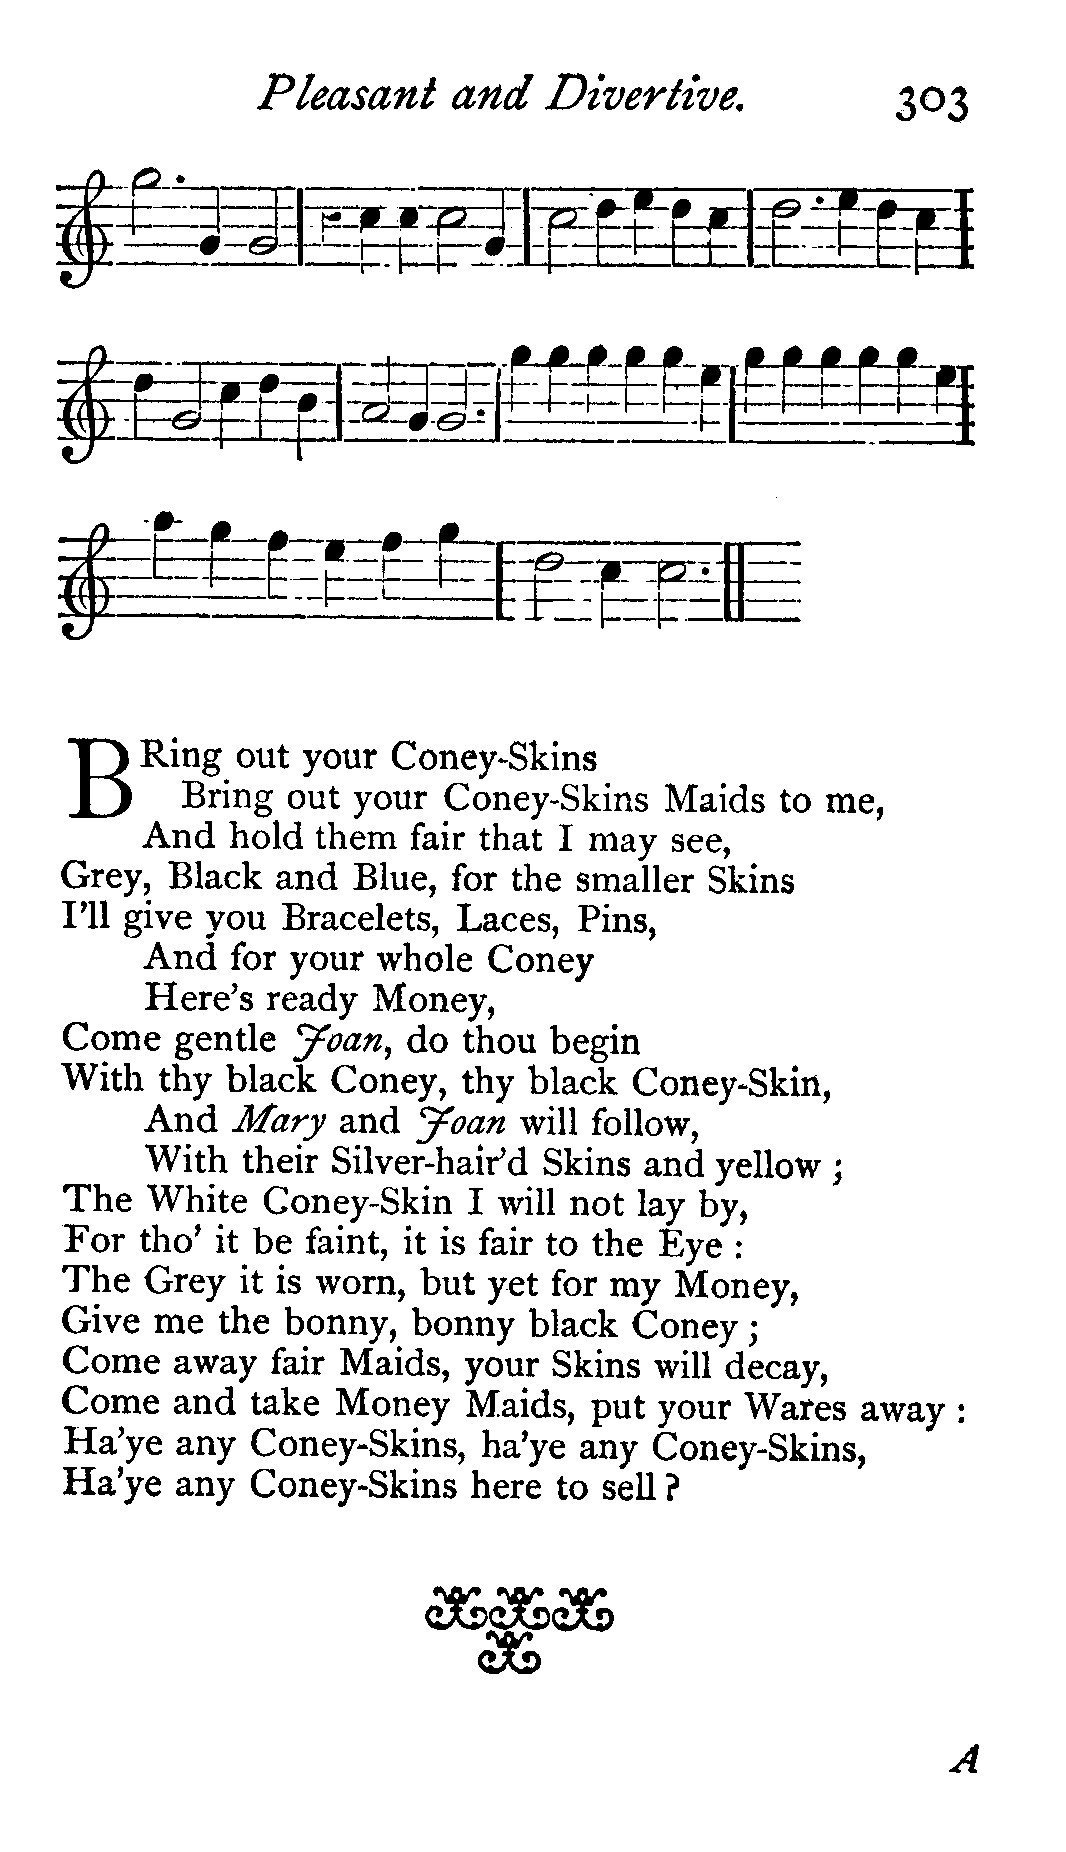 Pleasant and Divertive. 303
BRing out your Coney-Skins
Bring out your Coney-Skins Maids to me,
And hold them fair that I may see,
Grey, Black and Blue, for the smaller Skins
I'll give you Bracelets, Laces, Pins,
And for your whole Coney
Here's ready Money,
Come gentle Joan, do thou begin
With thy black Coney, thy black Coney-Skin,
And Mary and Joan will follow,
With their Silver-hair'd Skins and yellow ;
The White Coney-Skin I will not lay by,
For tho' it be faint, it is fair to the Eye :
The Grey it is worn, but yet for my Money,
Give me the bonny, bonny black Coney ;
Come away fair Maids, your Skins will decay,
Come and take Money Maids, put your Wares away :
Ha'ye any Coney-Skins, ha'ye any Coney-Skins,
Ha'ye any Coney-Skins here to sell ?
A